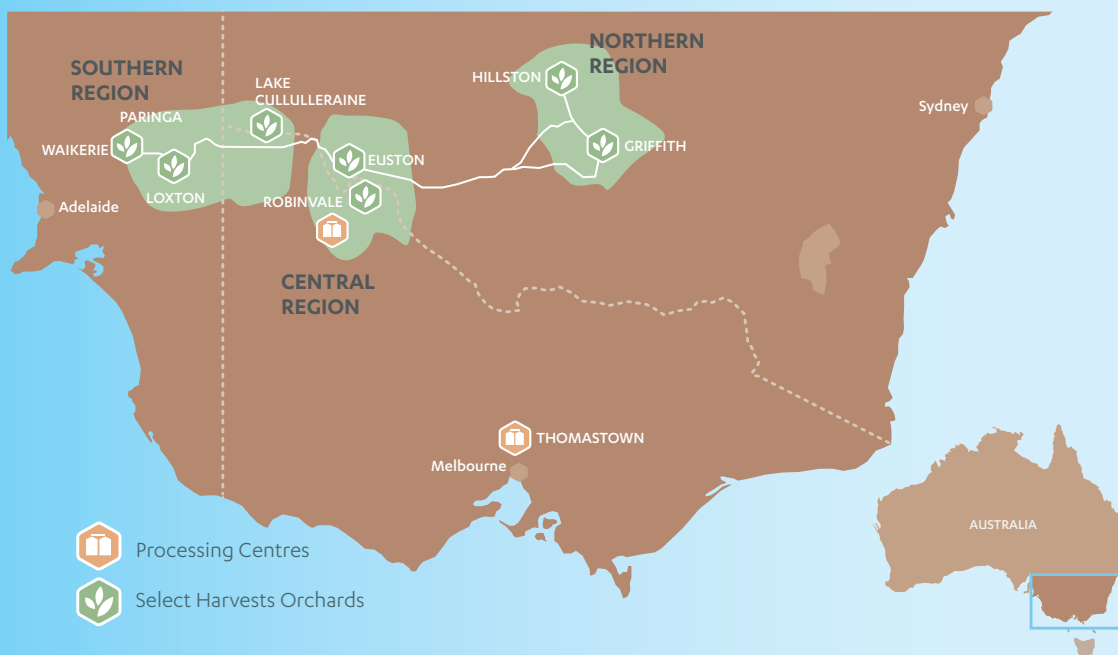 NORTHERN
REGION
SOUTHERN
REGION
HILLSTON
LAKE
CULLULLERAINE
Sydney
PARINGA
WAIKERIE
GRIFFITH
EUSTON
LOXTON
ROBINVALE
Adelaide
CENTRAL
REGION
THOMASTOWN
Melbourne
AUSTRALIA
Processing Centres
Select Harvests Orchards